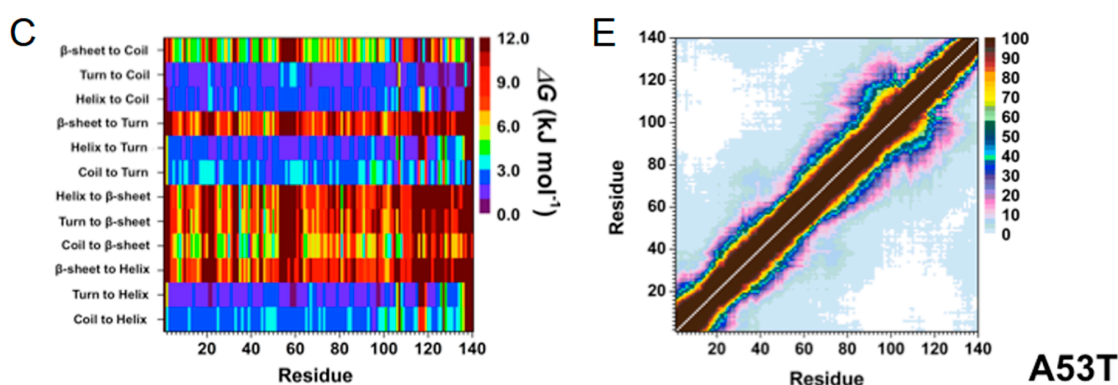 C
β-sheet to Coil
Turn to Coil
Helix to Coil
β-sheet to Turn
Helix to Turn
Coil to Turn
Helix to β-sheet
Turn to β-sheet
Coil to β-sheet
β-sheet to Helix
Turn to Helix
Coil to Helix
20 40 60 80 100 120 140
Residue
12.0
9.0
6.0
3.0
0.0
ΔG (kJ mol⁻¹)
E
140
120
100
80
60
40
20
Residue
20 40 60 80 100 120 140
Residue
100
90
80
70
60
50
40
30
20
10
0
A53T